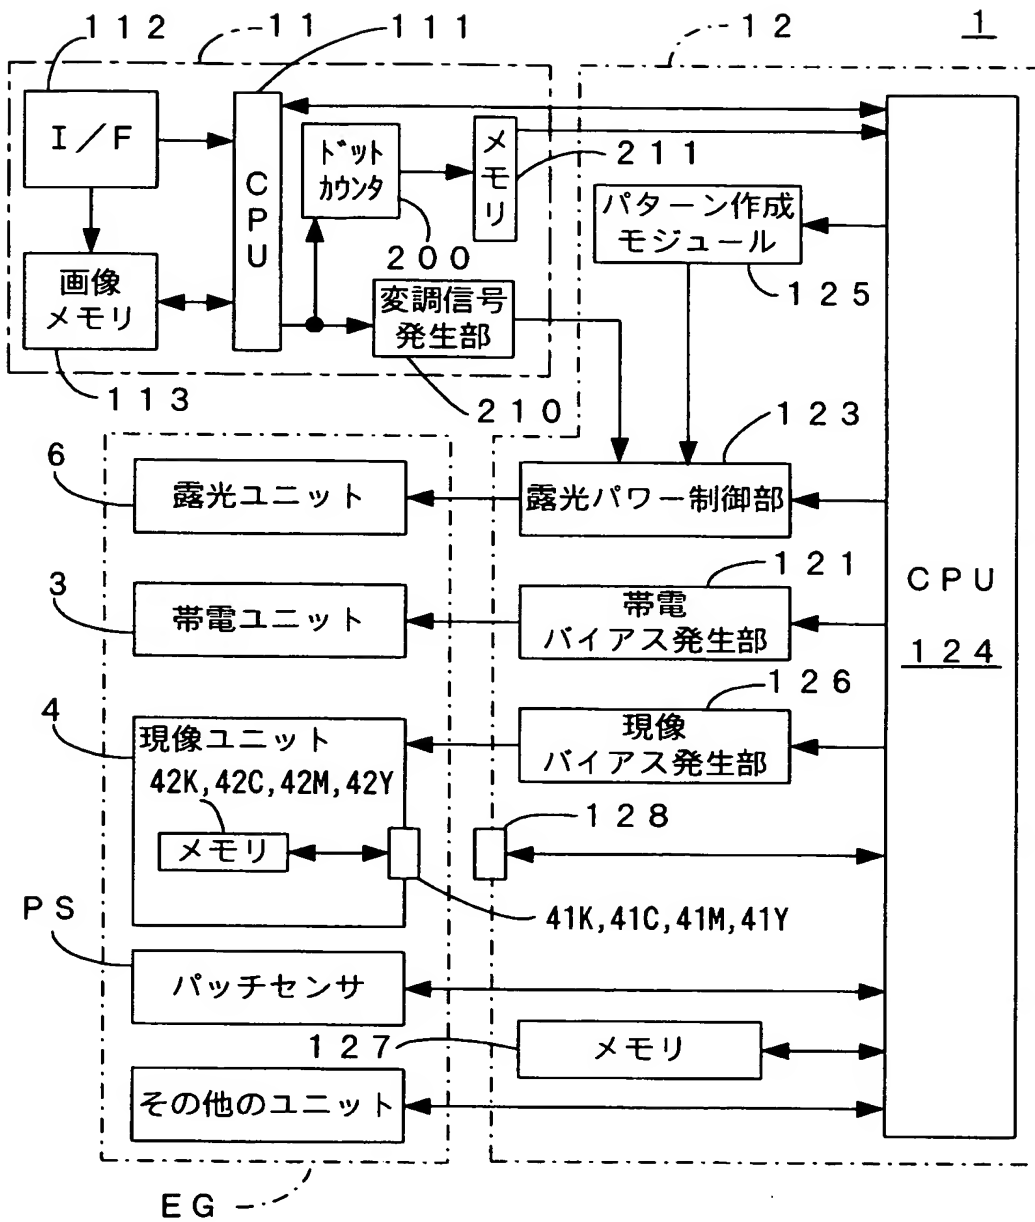 112
11
111
12
1
I/F
CPU
ドット
カウンタ
メモリ
211
200
パターン作成
モジュール
125
画像
メモリ
変調信号
発生部
113
210
123
6
露光ユニット
露光パワー制御部
121
3
帯電ユニット
帯電
バイアス発生部
CPU
124
126
4
現像ユニット
42K,42C,42M,42Y
メモリ
現像
バイアス発生部
128
41K,41C,41M,41Y
PS
パッチセンサ
127
メモリ
その他のユニット
EG